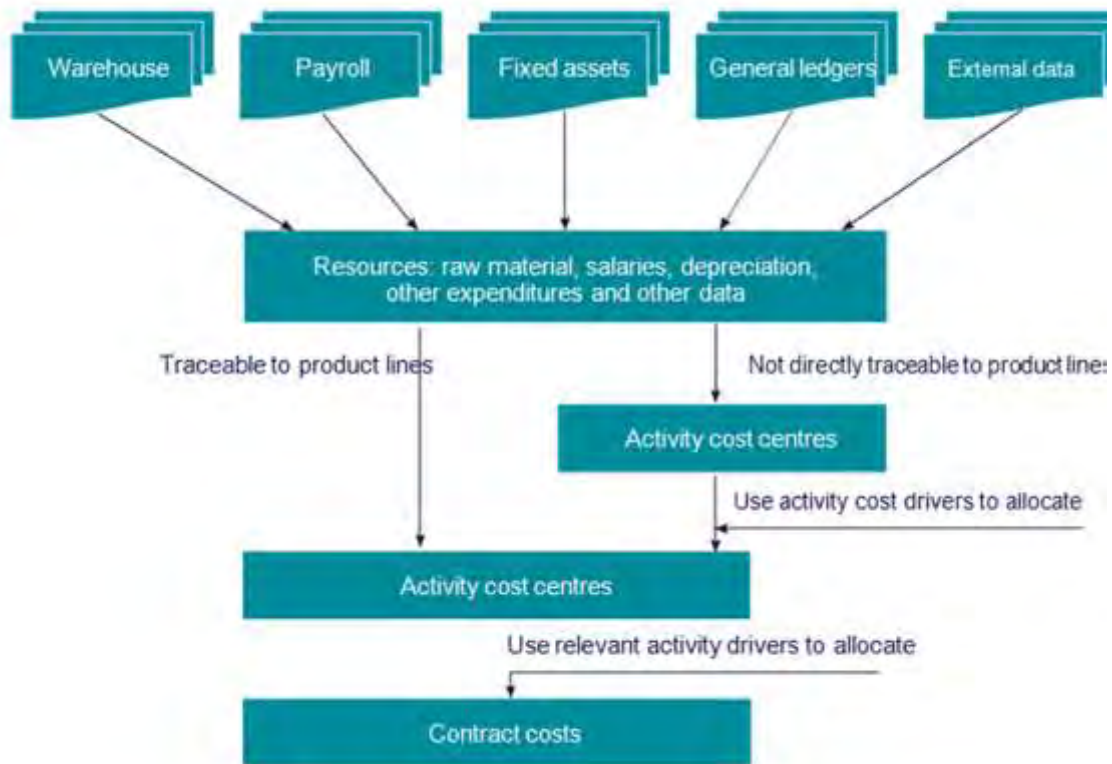 Warehouse
Payroll
Fixed assets
General ledgers
External data
Resources: raw material, salaries, depreciation,
other expenditures and other data
Traceable to product lines
Not directly traceable to product lines
Activity cost centres
Use activity cost drivers to allocate
Activity cost centres
Use relevant activity drivers to allocate
Contract costs